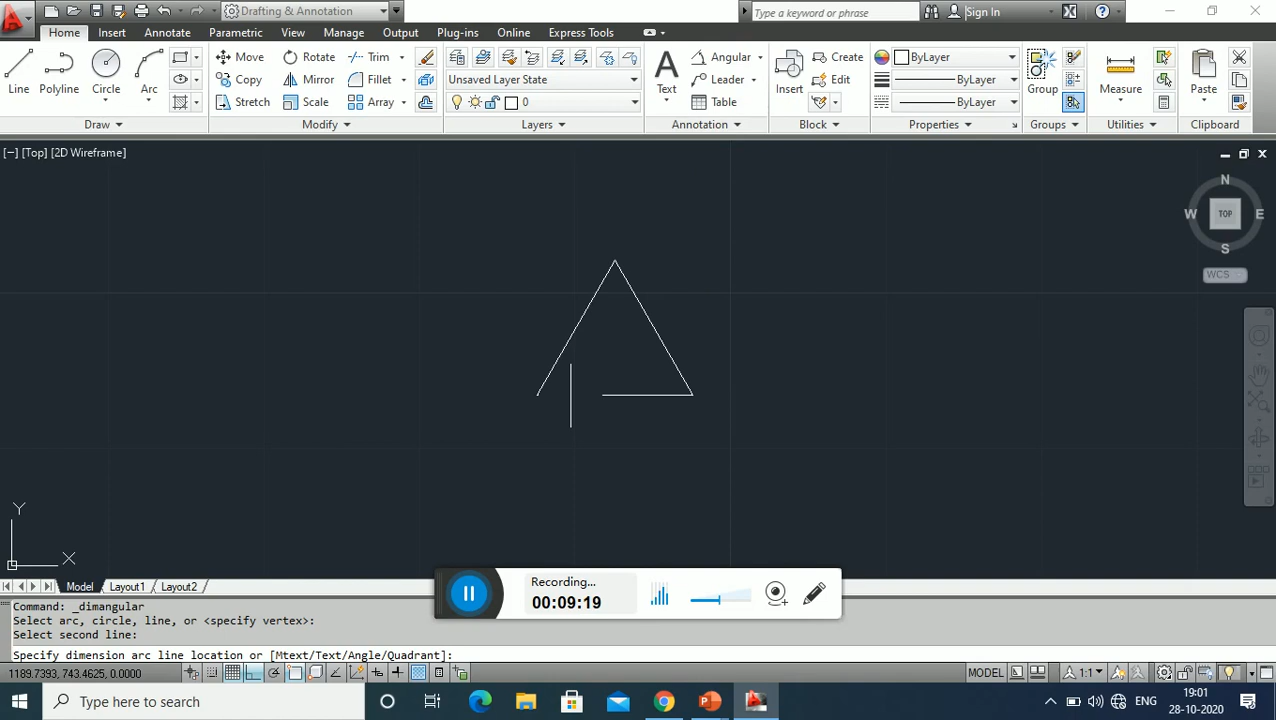 Drafting & Annotation
Type a keyword or phrase
Sign In
Home Insert Annotate Parametric View Manage Output Plug-ins Online Express Tools
Line Polyline Circle Arc
Move Rotate Trim
Copy Mirror Fillet
Stretch Scale Array
Unsaved Layer State
0
A
Text
Angular
Leader
Table
Insert
Create
Edit
ByLayer
ByLayer
ByLayer
Group
Measure
Paste
Draw Modify Layers Annotation Block Properties Groups Utilities Clipboard
[−] [Top] [2D Wireframe]
N
W TOP E
S
WCS
Y
X
Model Layout1 Layout2
Recording...
00:09:19
Command: _dimangular
Select arc, circle, line, or <specify vertex>:
Select second line:
Specify dimension arc line location or [Mtext/Text/Angle/Quadrant]:
1189.7393, 743.4625, 0.0000
MODEL
1:1
Type here to search
ENG
19:01
28-10-2020